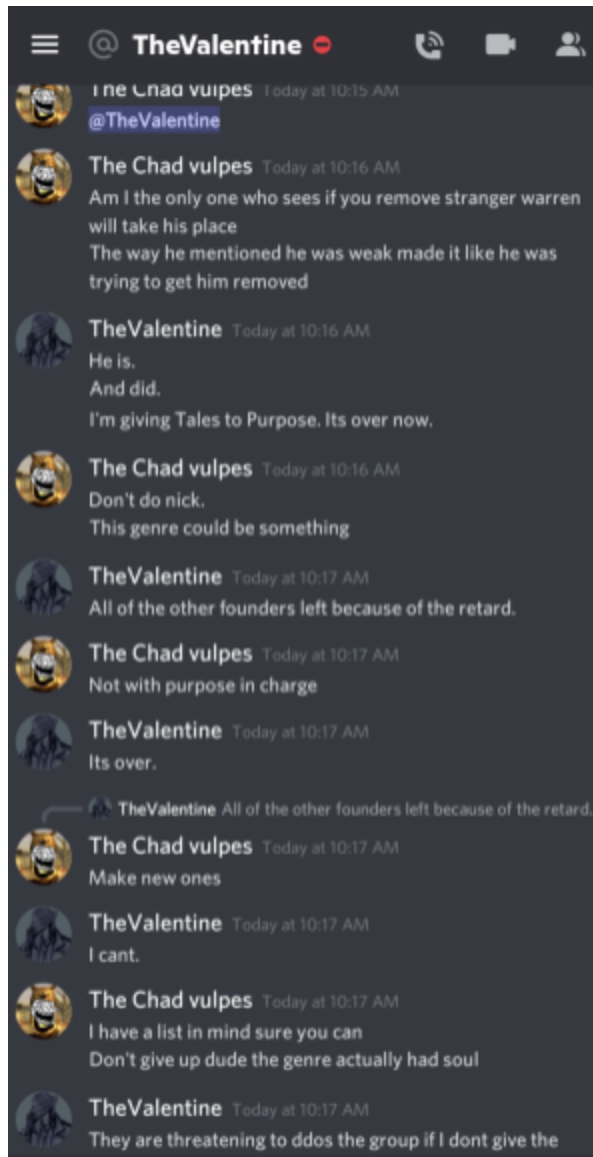 @ TheValentine
The Chad vulpes Today at 10:15 AM
@TheValentine
The Chad vulpes Today at 10:16 AM
Am I the only one who sees if you remove stranger warren
will take his place
The way he mentioned he was weak made it like he was
trying to get him removed
TheValentine Today at 10:16 AM
He is.
And did.
I'm giving Tales to Purpose. Its over now.
The Chad vulpes Today at 10:16 AM
Don't do nick.
This genre could be something
TheValentine Today at 10:17 AM
All of the other founders left because of the retard.
The Chad vulpes Today at 10:17 AM
Not with purpose in charge
TheValentine Today at 10:17 AM
Its over.
TheValentine All of the other founders left because of the retard.
The Chad vulpes Today at 10:17 AM
Make new ones
TheValentine Today at 10:17 AM
I cant.
The Chad vulpes Today at 10:17 AM
I have a list in mind sure you can
Don't give up dude the genre actually had soul
TheValentine Today at 10:17 AM
They are threatening to ddos the group if I dont give the